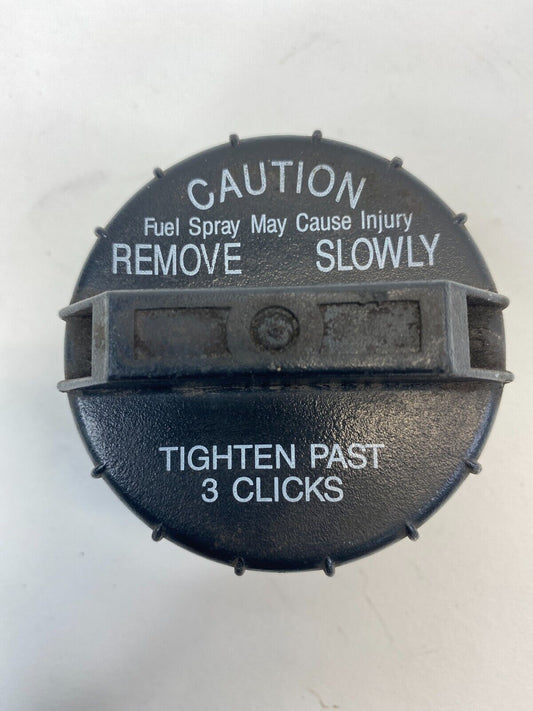 CAUTION
Fuel Spray May Cause Injury
REMOVE SLOWLY
TIGHTEN PAST
3 CLICKS